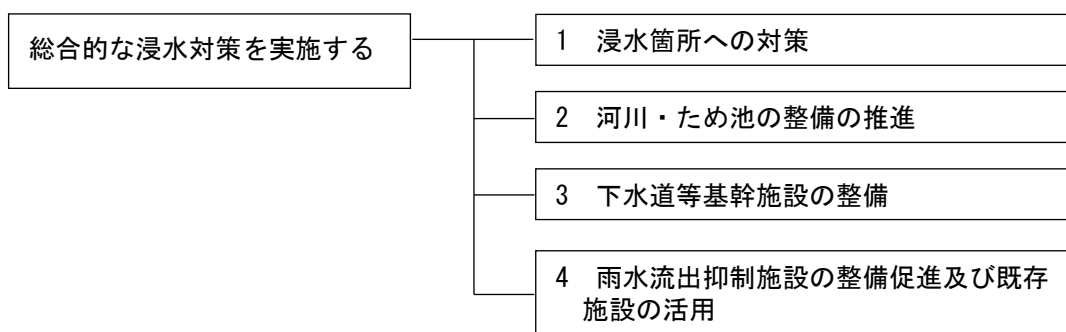 総合的な浸水対策を実施する
1 浸水箇所への対策
2 河川・ため池の整備の推進
3 下水道等基幹施設の整備
4 雨水流出抑制施設の整備促進及び既存
施設の活用